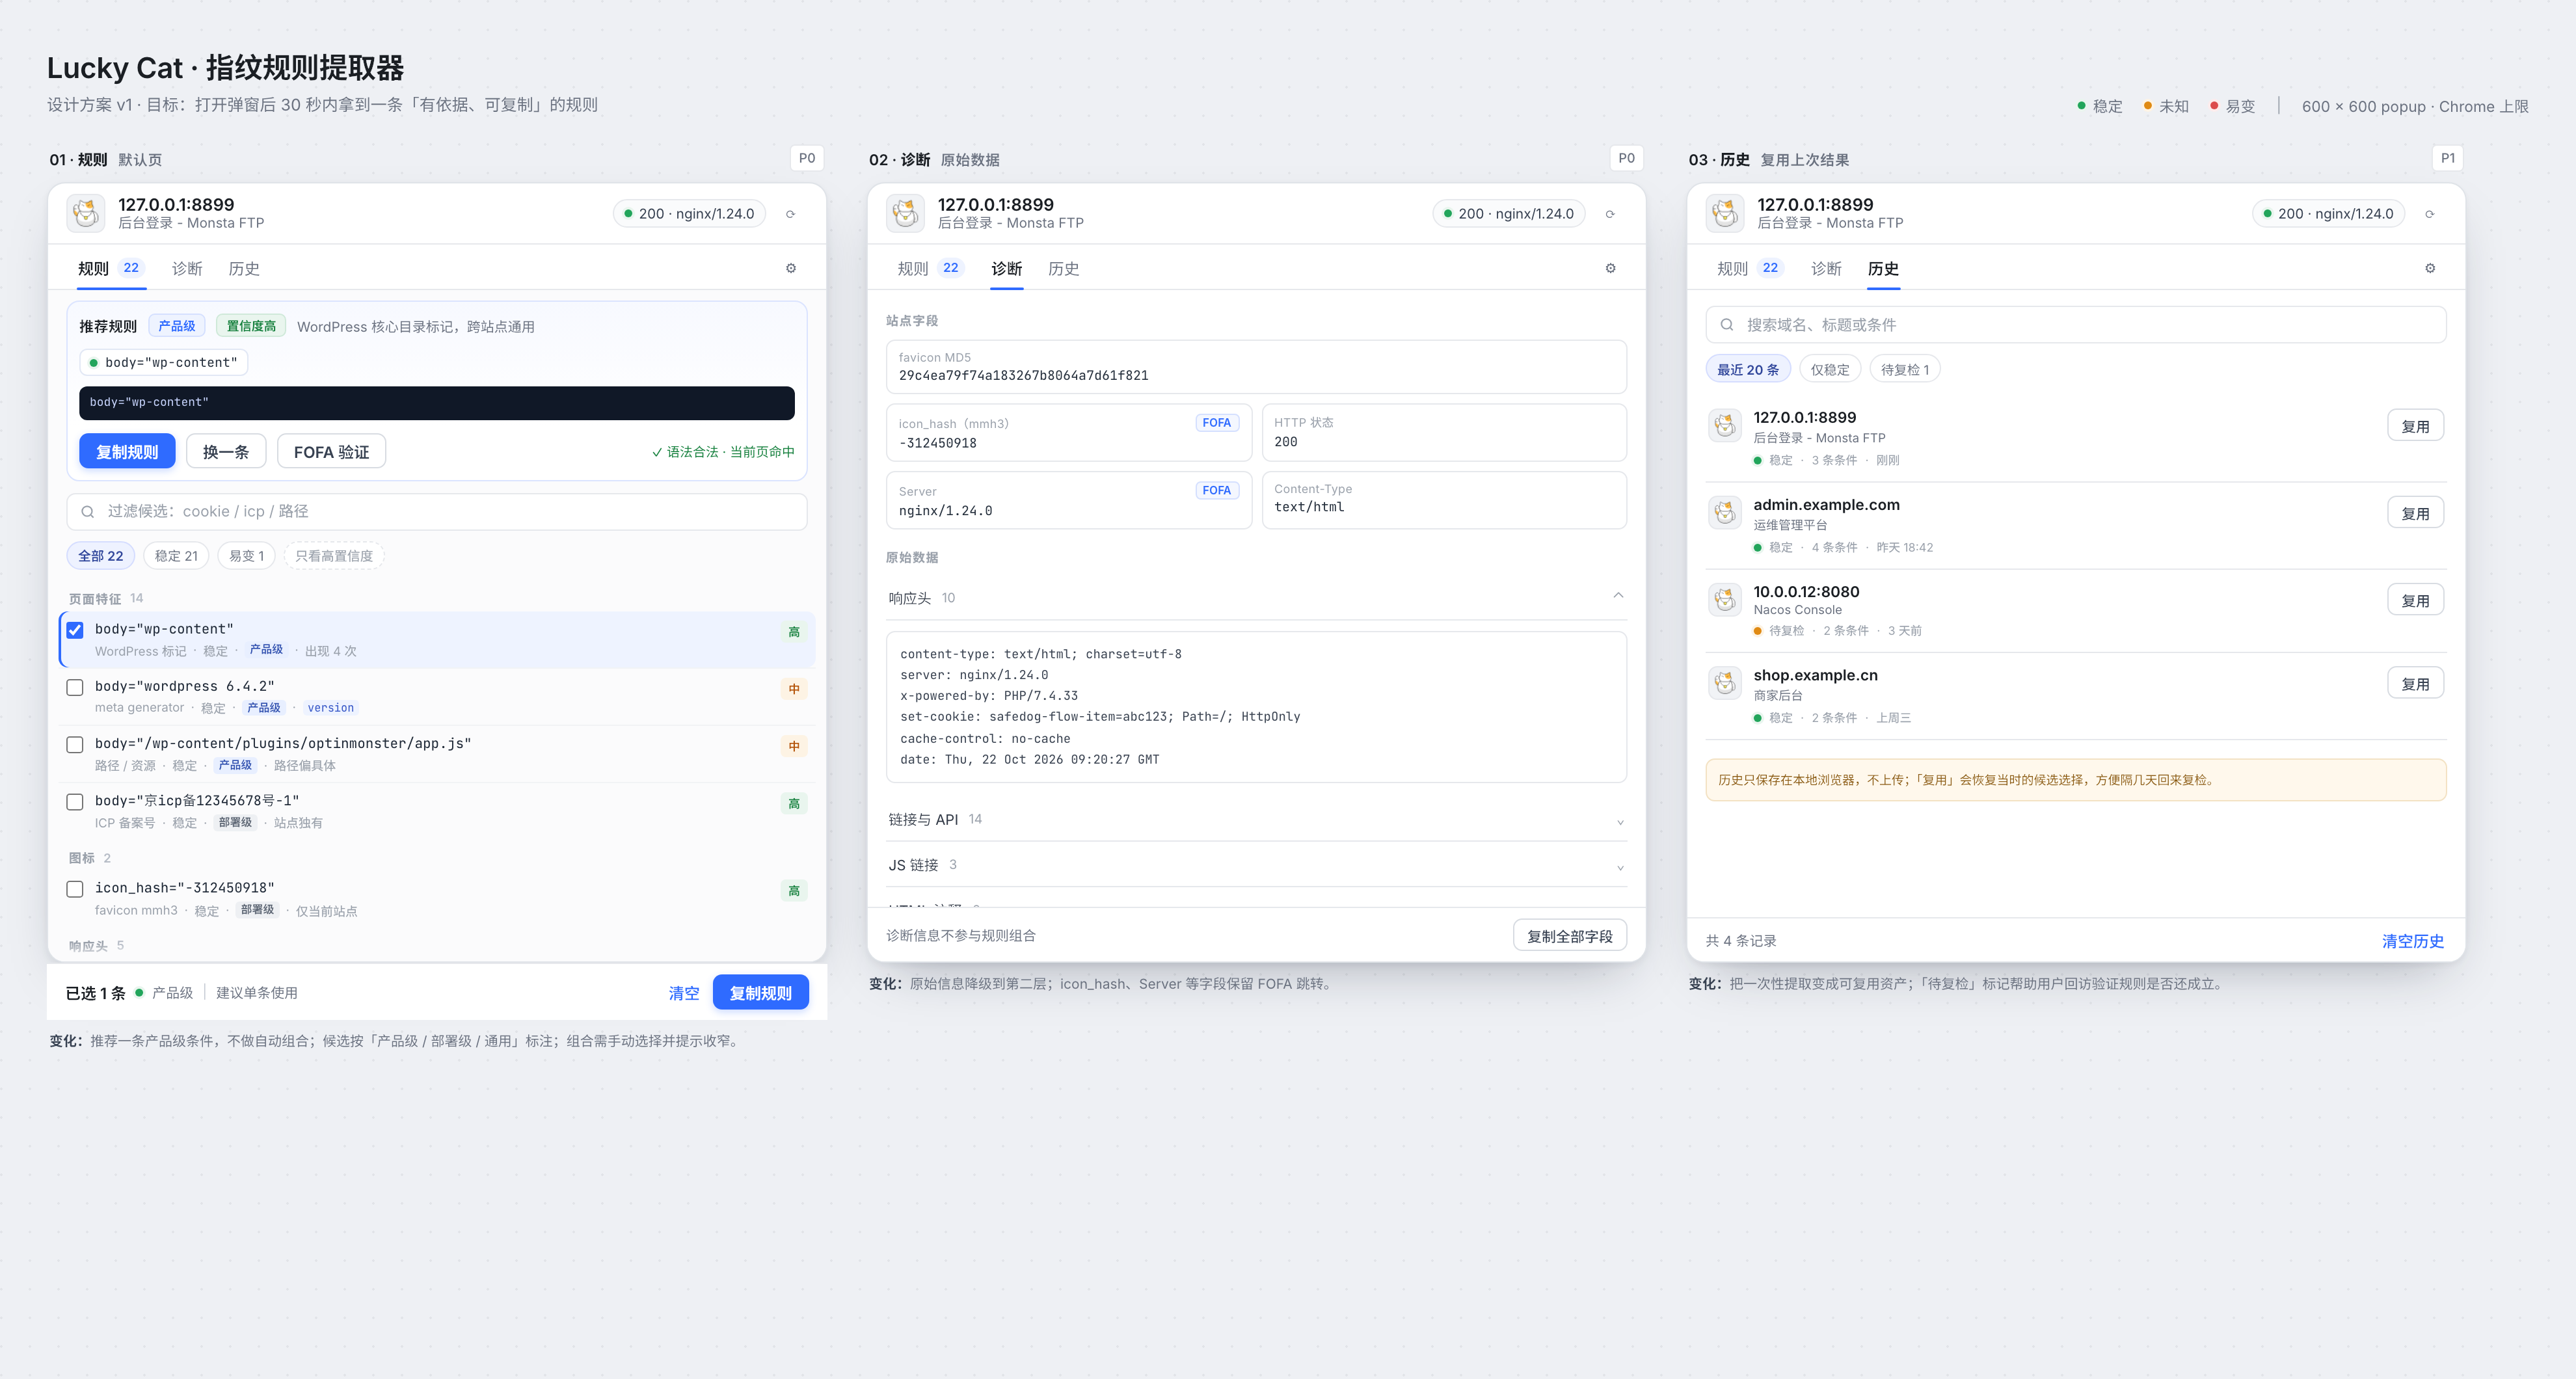 Lucky Cat · 指纹规则提取器
设计方案 v1 · 目标：打开弹窗后 30 秒内拿到一条「有依据、可复制」的规则
稳定 未知 易变 600 × 600 popup · Chrome 上限
01 · 规则 默认页 P0
127.0.0.1:8899
后台登录 - Monsta FTP
200 · nginx/1.24.0
规则 22 诊断 历史
推荐规则 产品级 置信度高 WordPress 核心目录标记，跨站点通用
body="wp-content"
body="wp-content"
复制规则 换一条 FOFA 验证 ✓ 语法合法 · 当前页命中
过滤候选：cookie / icp / 路径
全部 22 稳定 21 易变 1 只看高置信度
页面特征 14
body="wp-content" 高
WordPress 标记 · 稳定 · 产品级 · 出现 4 次
body="wordpress 6.4.2" 中
meta generator · 稳定 · 产品级 · version
body="/wp-content/plugins/optinmonster/app.js" 中
路径 / 资源 · 稳定 · 产品级 · 路径偏具体
body="京icp备12345678号-1" 高
ICP 备案号 · 稳定 · 部署级 · 站点独有
图标 2
icon_hash="-312450918" 高
favicon mmh3 · 稳定 · 部署级 · 仅当前站点
响应头 5
已选 1 条 产品级 建议单条使用 清空 复制规则
变化：推荐一条产品级条件，不做自动组合；候选按「产品级 / 部署级 / 通用」标注；组合需手动选择并提示收窄。
02 · 诊断 原始数据 P0
127.0.0.1:8899
后台登录 - Monsta FTP
200 · nginx/1.24.0
规则 22 诊断 历史
站点字段
favicon MD5
29c4ea79f74a183267b8064a7d61f821
icon_hash（mmh3） FOFA
-312450918
HTTP 状态
200
Server FOFA
nginx/1.24.0
Content-Type
text/html
原始数据
响应头 10
content-type: text/html; charset=utf-8
server: nginx/1.24.0
x-powered-by: PHP/7.4.33
set-cookie: safedog-flow-item=abc123; Path=/; HttpOnly
cache-control: no-cache
date: Thu, 22 Oct 2026 09:20:27 GMT
链接与 API 14
JS 链接 3
诊断信息不参与规则组合 复制全部字段
变化：原始信息降级到第二层；icon_hash、Server 等字段保留 FOFA 跳转。
03 · 历史 复用上次结果 P1
127.0.0.1:8899
后台登录 - Monsta FTP
200 · nginx/1.24.0
规则 22 诊断 历史
搜索域名、标题或条件
最近 20 条 仅稳定 待复检 1
127.0.0.1:8899
后台登录 - Monsta FTP
稳定 · 3 条条件 · 刚刚
复用
admin.example.com
运维管理平台
稳定 · 4 条条件 · 昨天 18:42
复用
10.0.0.12:8080
Nacos Console
待复检 · 2 条条件 · 3 天前
复用
shop.example.cn
商家后台
稳定 · 2 条条件 · 上周三
复用
历史只保存在本地浏览器，不上传；「复用」会恢复当时的候选选择，方便隔几天回来复检。
共 4 条记录 清空历史
变化：把一次性提取变成可复用资产；「待复检」标记帮助用户回访验证规则是否还成立。